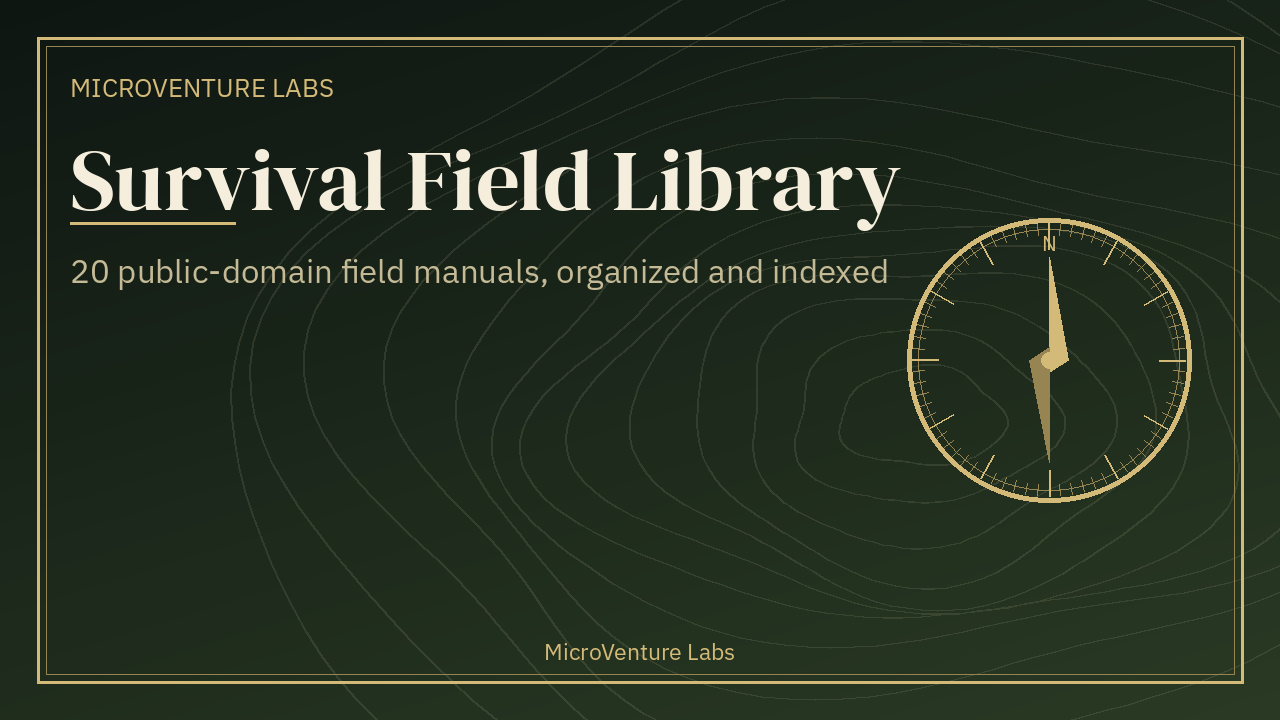 MICROVENTURE LABS
Survival Field Library
20 public-domain field manuals, organized and indexed
N
MicroVenture Labs